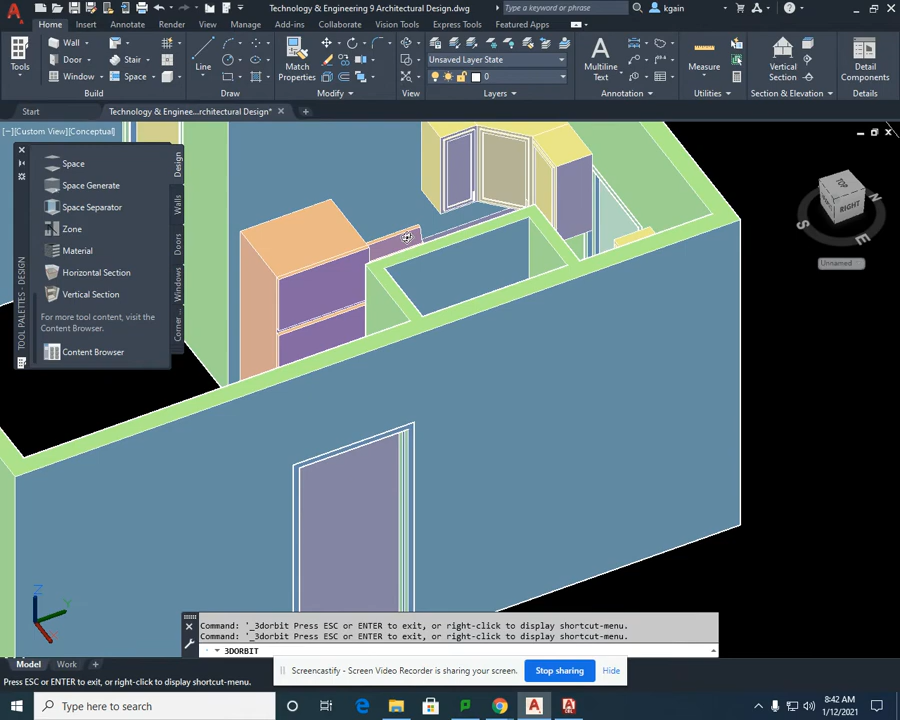 Technology & Engineering 9 Architectural Design.dwg
Type a keyword or phrase
kgain
Home Insert Annotate Render View Manage Add-ins Collaborate Vision Tools Express Tools Featured Apps
Tools
Wall
Door
Window
Stair
Space
Build
Line
Draw
Match Properties
Modify
View
Unsaved Layer State
0
Layers
Multiline Text
Annotation
Measure
Utilities
Vertical Section
Section & Elevation
Detail Components
Details
Start
Technology & Enginee...rchitectural Design*
[−][Custom View][Conceptual]
Space
Space Generate
Space Separator
Zone
Material
Horizontal Section
Vertical Section
For more tool content, visit the
Content Browser.
Content Browser
TOOL PALETTES - DESIGN
Design
Walls
Doors
Windows
Corner ...
TOP
RIGHT
S
E
Unnamed
Z
Y
X
Command: '_3dorbit Press ESC or ENTER to exit, or right-click to display shortcut-menu.
Command: '_3dorbit Press ESC or ENTER to exit, or right-click to display shortcut-menu.
3DORBIT
Model Work
Screencastify - Screen Video Recorder is sharing your screen.
Stop sharing
Hide
Press ESC or ENTER to exit, or right-click to display shortcut-menu.
Type here to search
8:42 AM
1/12/2021